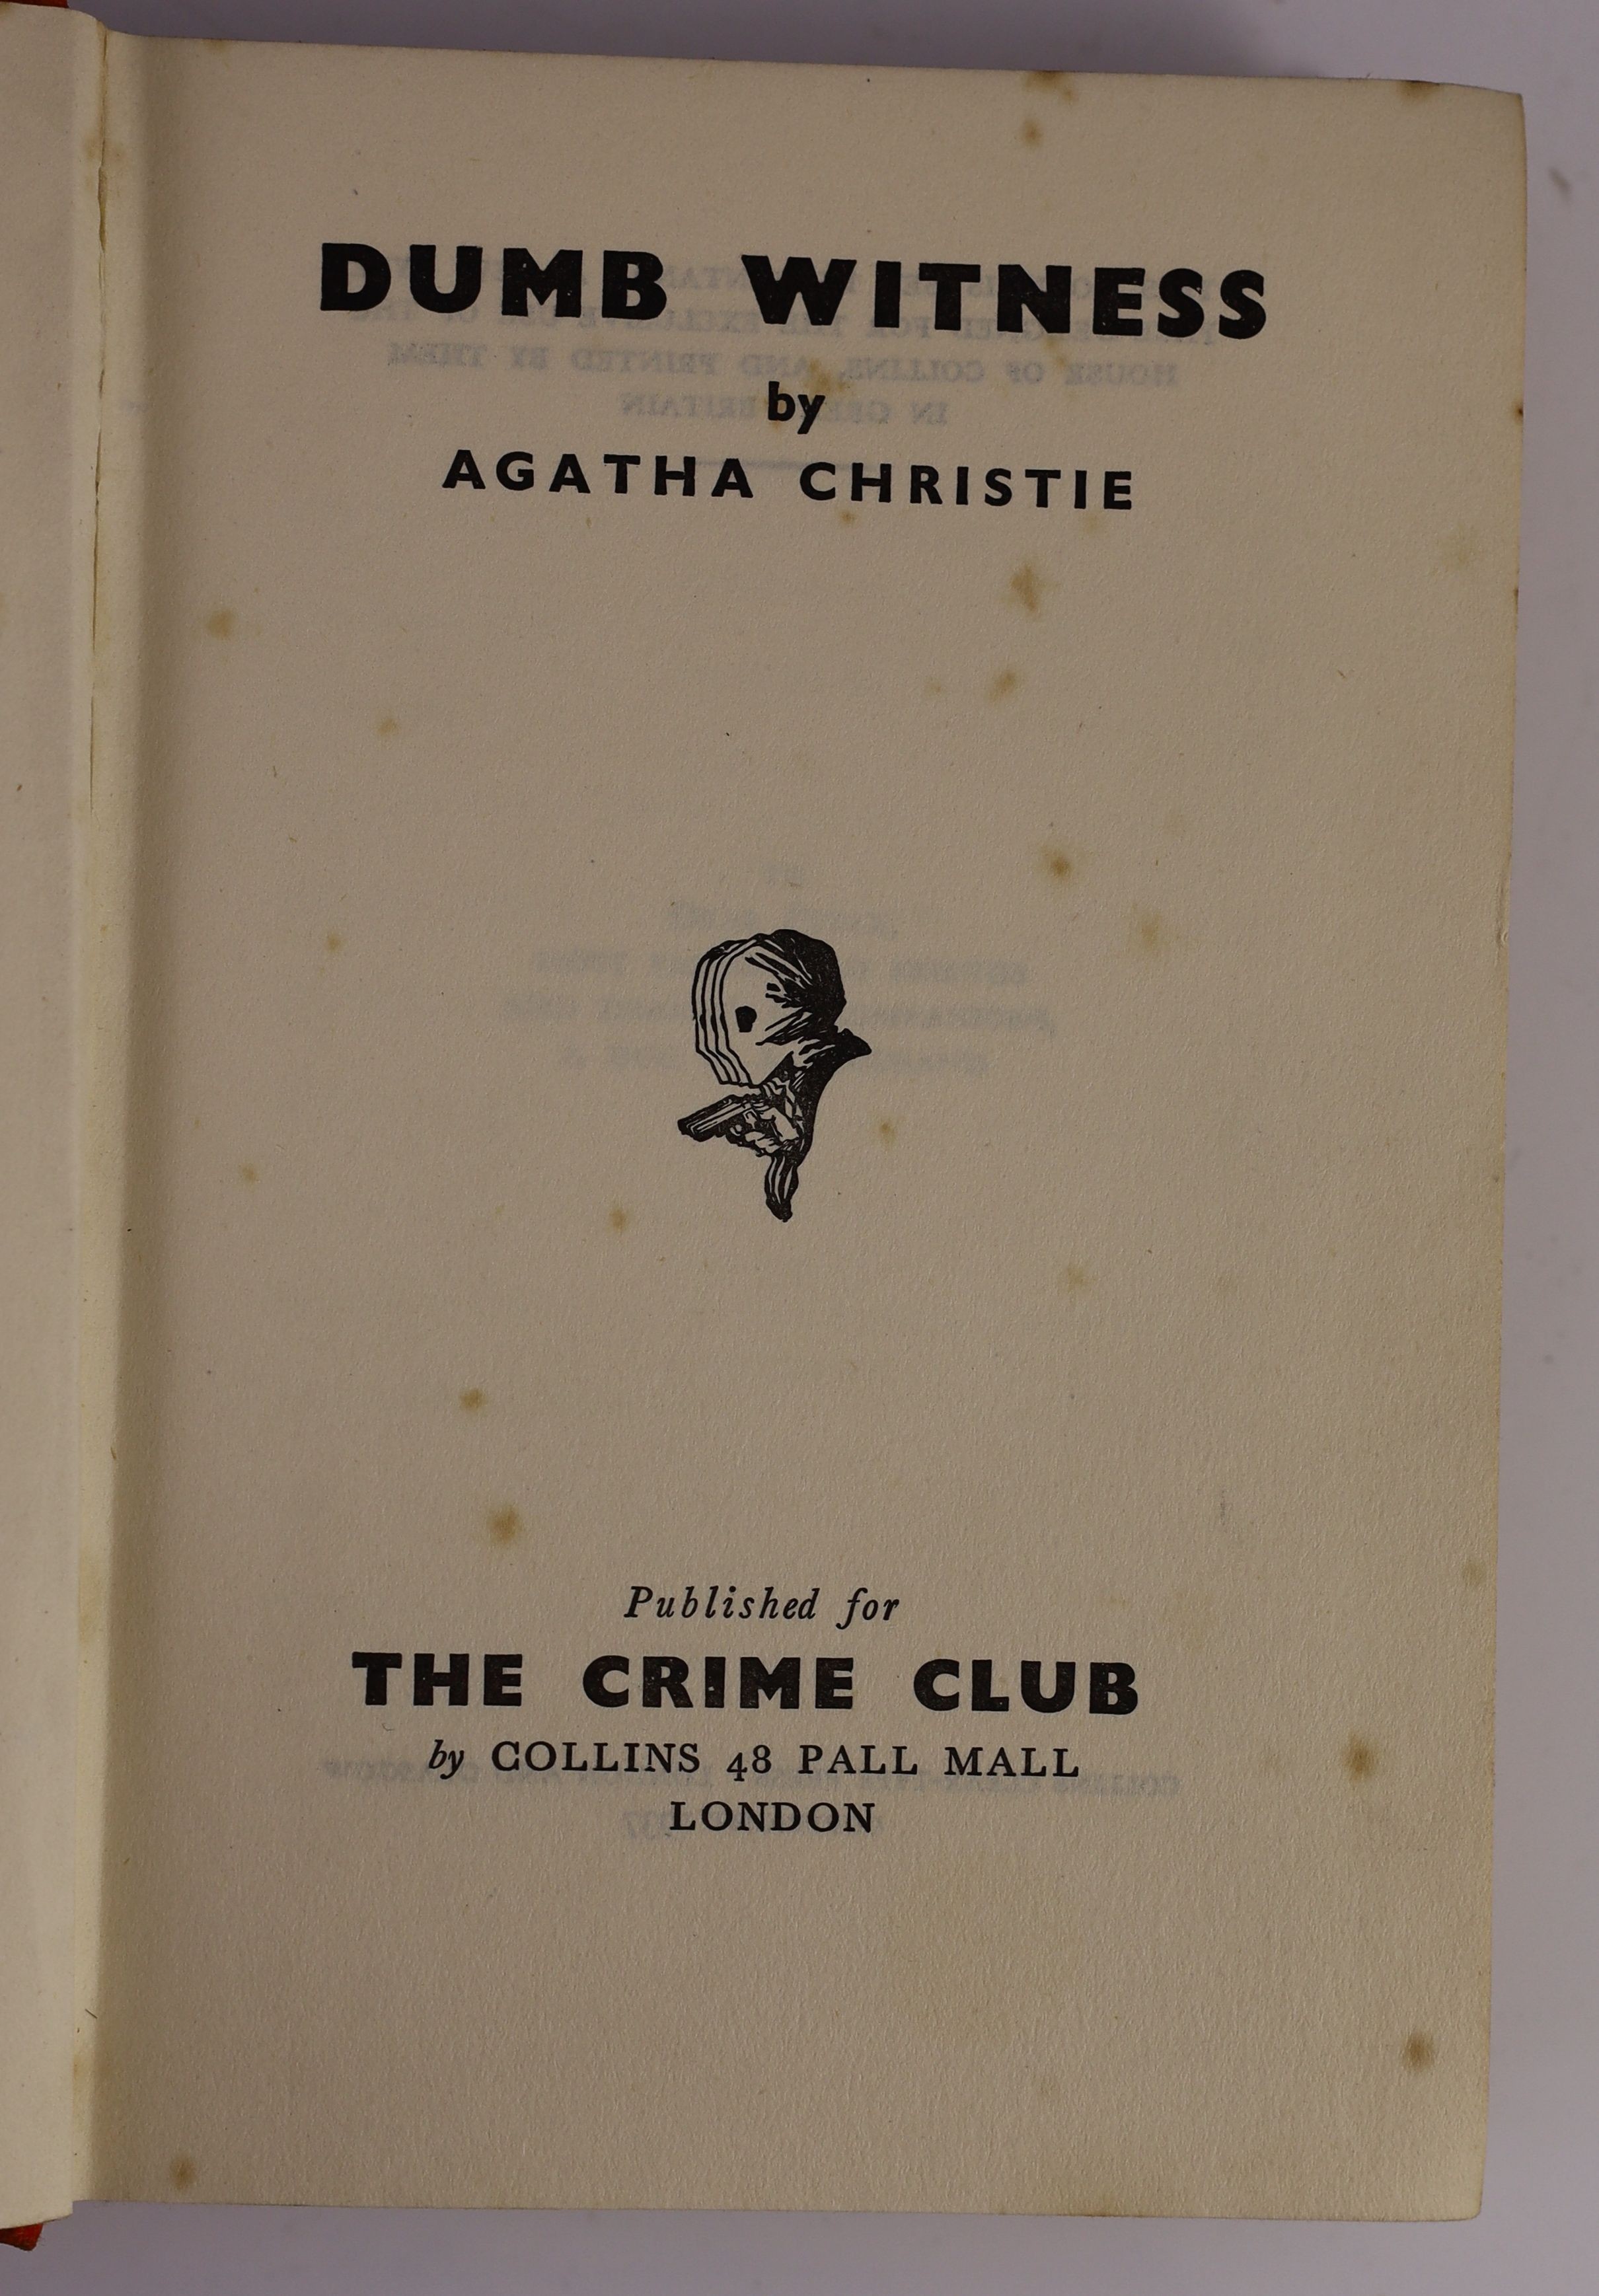 DUMB WITNESS
by
AGATHA CHRISTIE
Published for
THE CRIME CLUB
by COLLINS 48 PALL MALL
LONDON